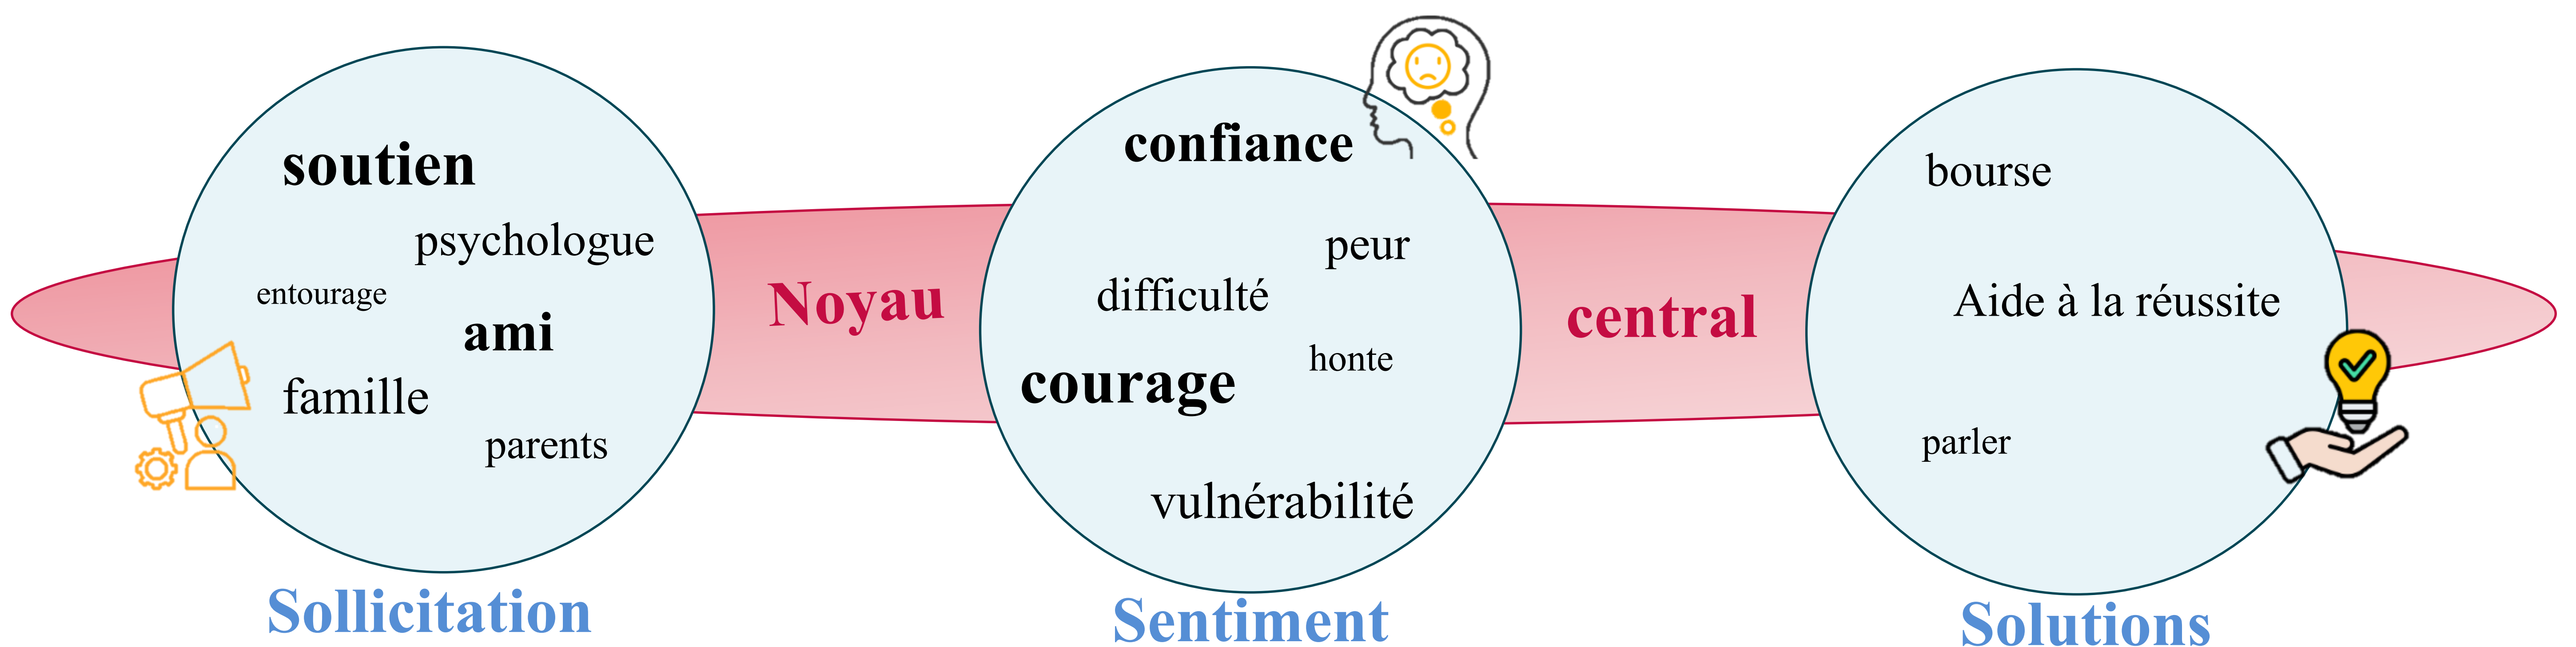 soutien
psychologue
entourage
ami
famille
parents
Sollicitation
Noyau
confiance
peur
difficulté
honte
courage
vulnérabilité
Sentiment
central
bourse
Aide à la réussite
parler
Solutions